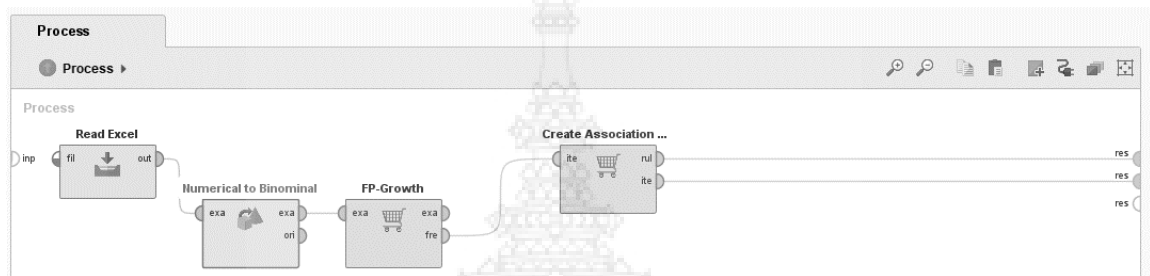 Process
Process
Process
Read Excel
inp
fil
out
Numerical to Binominal
exa
exa
ori
FP-Growth
exa
exa
fre
Create Association ...
ite
rul
ite
res
res
res